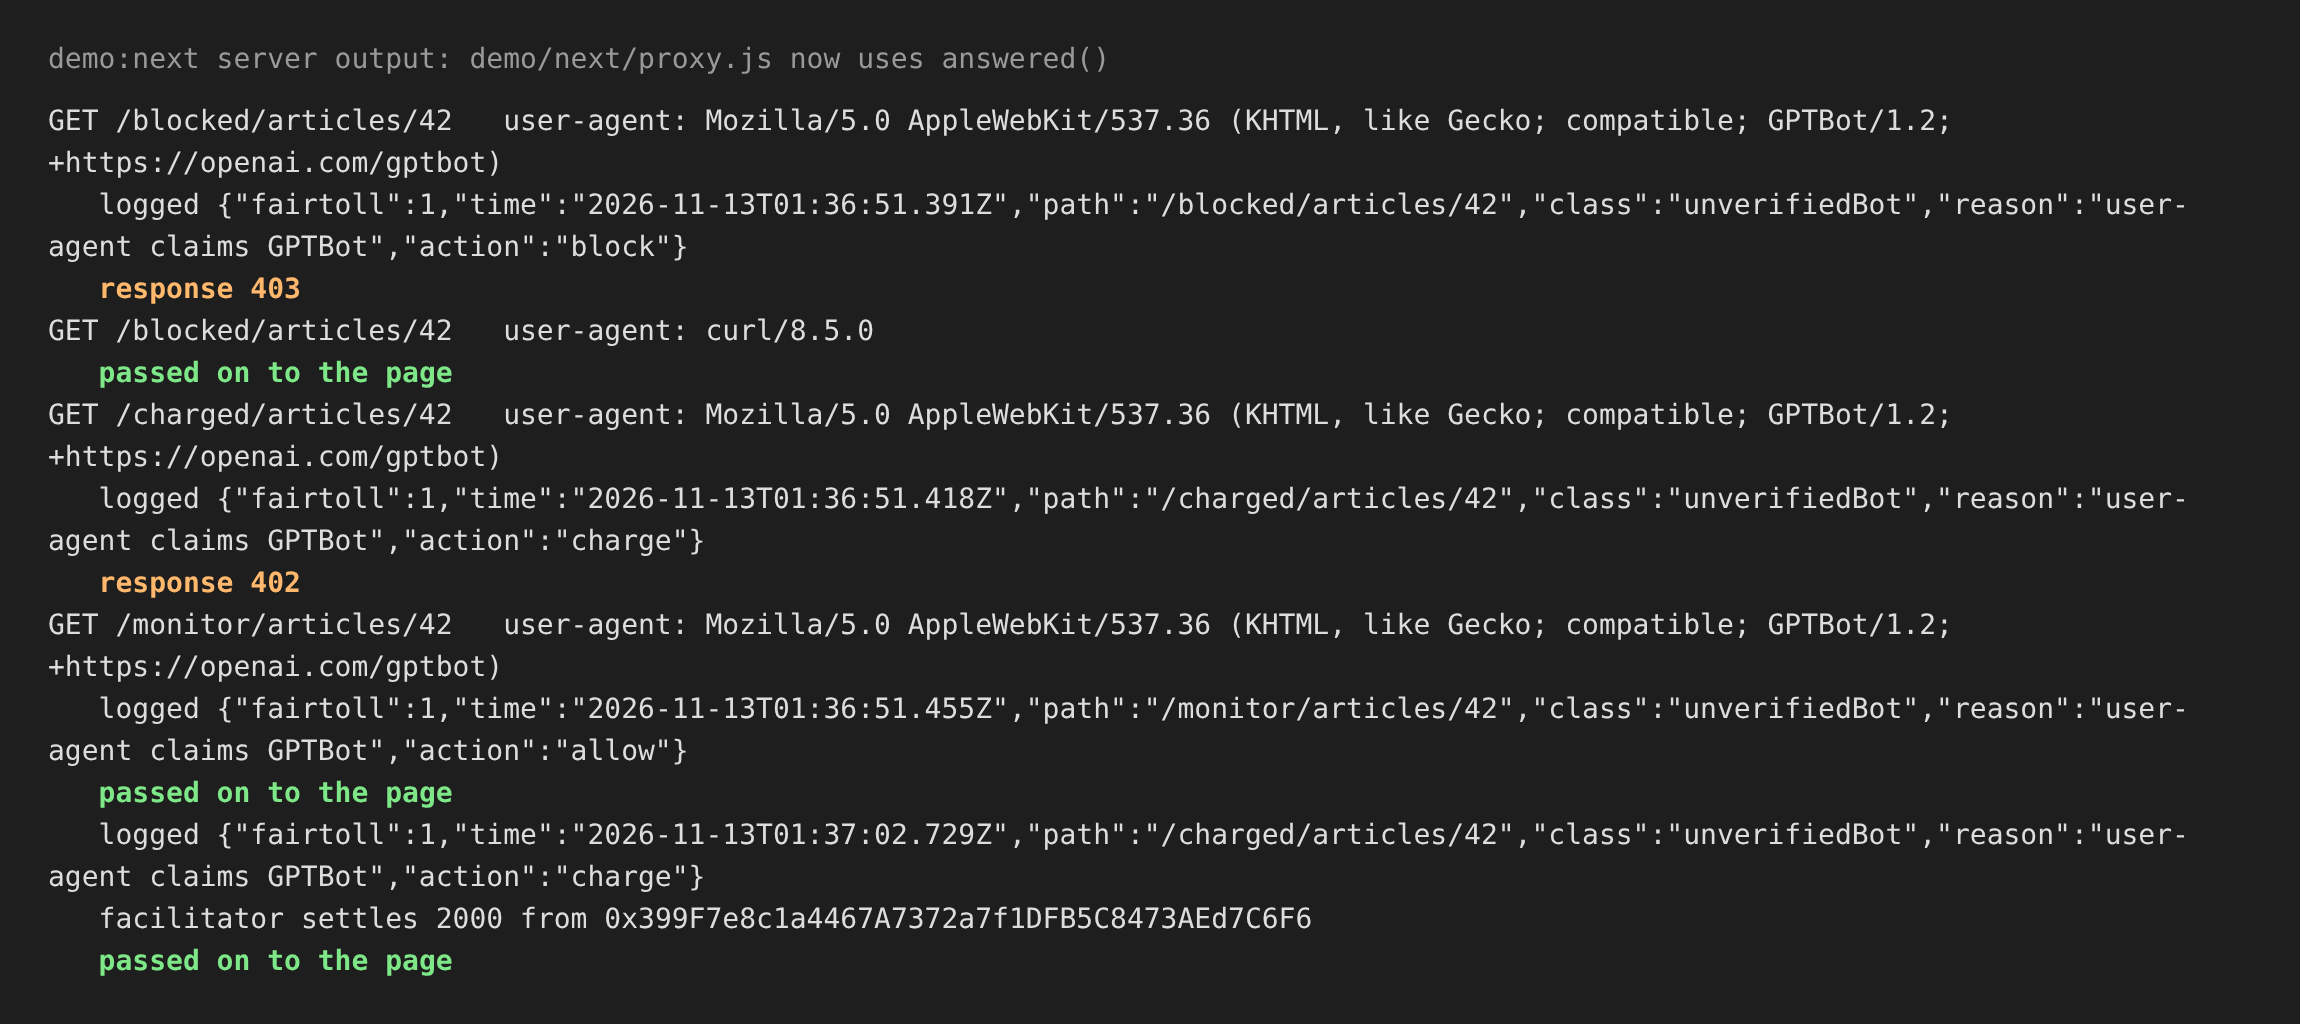 demo:next server output: demo/next/proxy.js now uses answered()
GET /blocked/articles/42   user-agent: Mozilla/5.0 AppleWebKit/537.36 (KHTML, like Gecko; compatible; GPTBot/1.2;
+https://openai.com/gptbot)
   logged {"fairtoll":1,"time":"2026-11-13T01:36:51.391Z","path":"/blocked/articles/42","class":"unverifiedBot","reason":"user-
agent claims GPTBot","action":"block"}
   response 403
GET /blocked/articles/42   user-agent: curl/8.5.0
   passed on to the page
GET /charged/articles/42   user-agent: Mozilla/5.0 AppleWebKit/537.36 (KHTML, like Gecko; compatible; GPTBot/1.2;
+https://openai.com/gptbot)
   logged {"fairtoll":1,"time":"2026-11-13T01:36:51.418Z","path":"/charged/articles/42","class":"unverifiedBot","reason":"user-
agent claims GPTBot","action":"charge"}
   response 402
GET /monitor/articles/42   user-agent: Mozilla/5.0 AppleWebKit/537.36 (KHTML, like Gecko; compatible; GPTBot/1.2;
+https://openai.com/gptbot)
   logged {"fairtoll":1,"time":"2026-11-13T01:36:51.455Z","path":"/monitor/articles/42","class":"unverifiedBot","reason":"user-
agent claims GPTBot","action":"allow"}
   passed on to the page
   logged {"fairtoll":1,"time":"2026-11-13T01:37:02.729Z","path":"/charged/articles/42","class":"unverifiedBot","reason":"user-
agent claims GPTBot","action":"charge"}
   facilitator settles 2000 from 0x399F7e8c1a4467A7372a7f1DFB5C8473AEd7C6F6
   passed on to the page